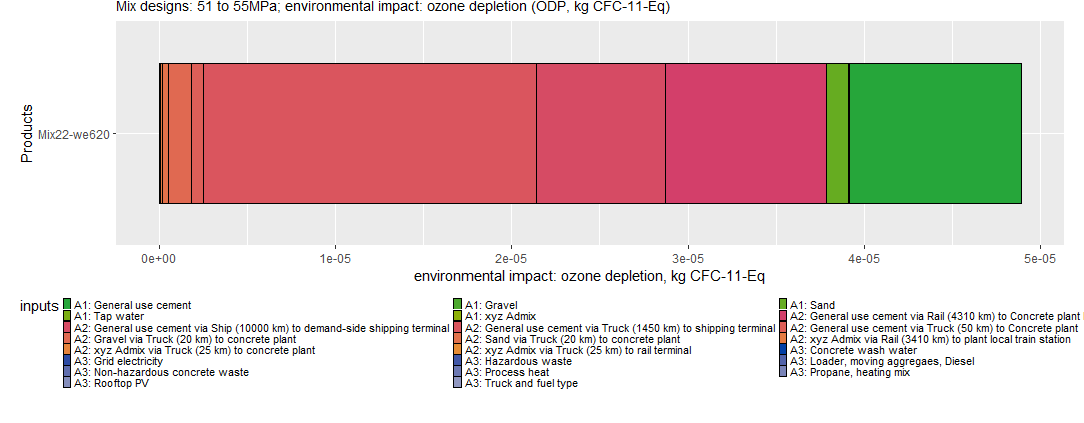 Mix designs: 51 to 55MPa; environmental impact: ozone depletion (ODP, kg CFC-11-Eq)
Products
Mix22-we620
0e+00 1e-05 2e-05 3e-05 4e-05 5e-05
environmental impact: ozone depletion, kg CFC-11-Eq
inputs
A1: General use cement A1: Gravel A1: Sand
A1: Tap water A1: xyz Admix A2: General use cement via Rail (4310 km) to Concrete plant
A2: General use cement via Ship (10000 km) to demand-side shipping terminal A2: General use cement via Truck (1450 km) to shipping terminal A2: General use cement via Truck (50 km) to Concrete plant
A2: Gravel via Truck (20 km) to concrete plant A2: Sand via Truck (20 km) to concrete plant A2: xyz Admix via Rail (3410 km) to plant local train station
A2: xyz Admix via Truck (25 km) to concrete plant A2: xyz Admix via Truck (25 km) to rail terminal A3: Concrete wash water
A3: Grid electricity A3: Hazardous waste A3: Loader, moving aggregaes, Diesel
A3: Non-hazardous concrete waste A3: Process heat A3: Propane, heating mix
A3: Rooftop PV A3: Truck and fuel type